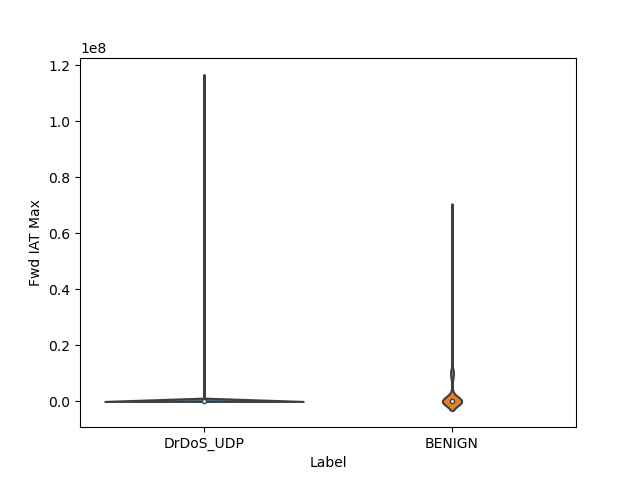 1e8
1.2
1.0
0.8
0.6
0.4
0.2
0.0
Fwd IAT Max
DrDoS_UDP
BENIGN
Label